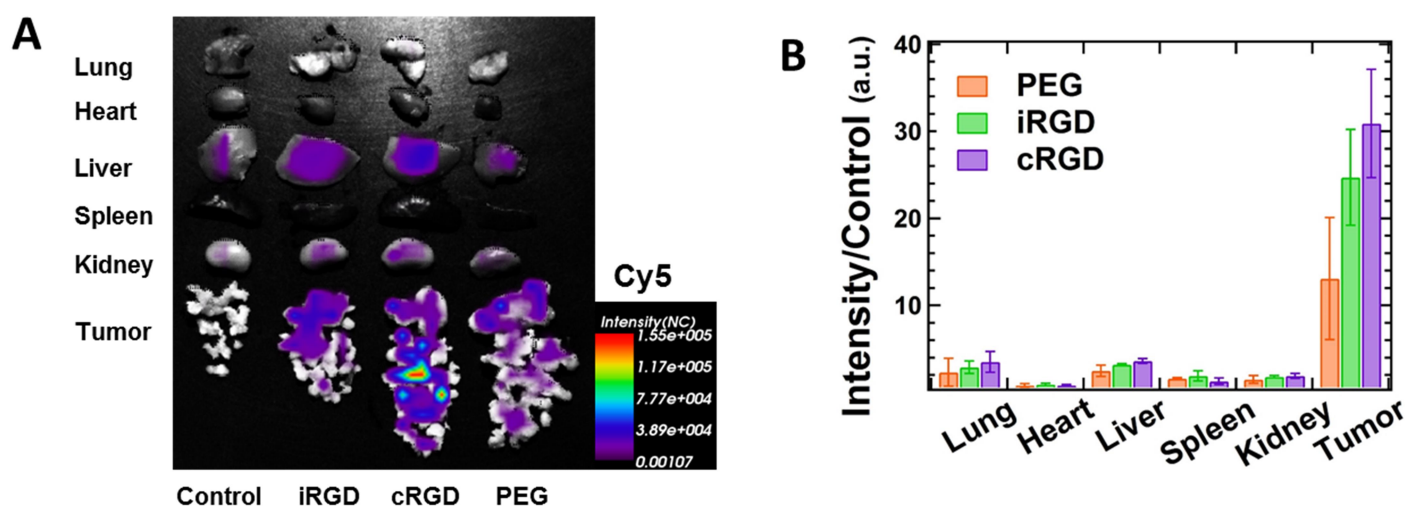 A
Lung
Heart
Liver
Spleen
Kidney
Tumor
Control iRGD cRGD PEG
Cy5
Intensity(NC)
1.55e+005
1.17e+005
7.77e+004
3.89e+004
0.00107
B
Intensity/Control (a.u.)
40
30
20
10
PEG
iRGD
cRGD
Lung Heart Liver Spleen Kidney Tumor